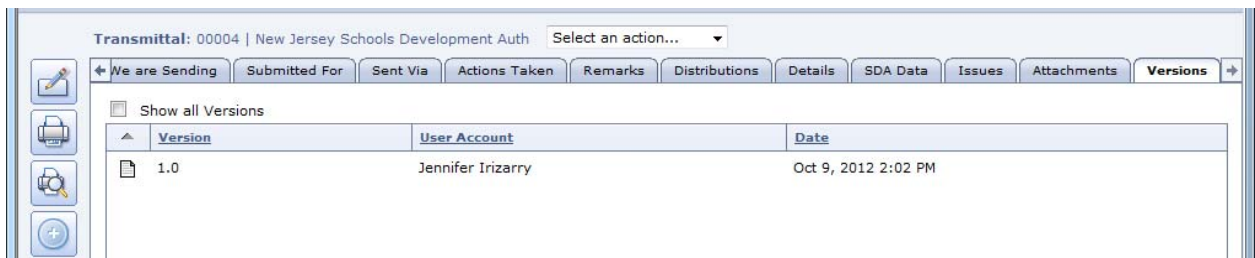 Transmittal: 00004 | New Jersey Schools Development Auth Select an action...
We are Sending Submitted For Sent Via Actions Taken Remarks Distributions Details SDA Data Issues Attachments Versions
Show all Versions
Version User Account Date
1.0 Jennifer Irizarry Oct 9, 2012 2:02 PM